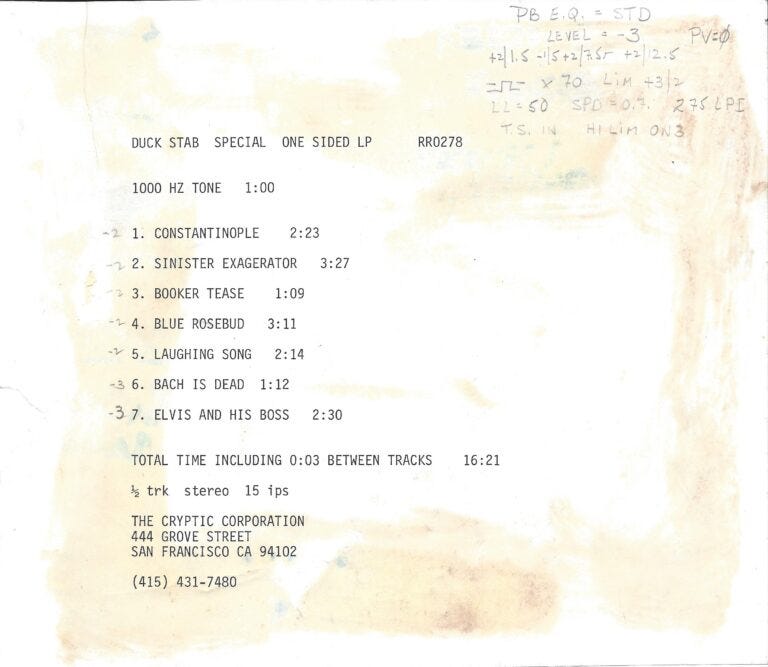 PB E.Q. = STD
LEVEL = -3 PV=∅
+2/1.5 -1/5 +2/7.5r +2/12.5
x 70 LIM +3/2
LL=50 SPD=0.7. 275 LPI
T.S. IN HI LIM ON 3
DUCK STAB SPECIAL ONE SIDED LP RR0278
1000 HZ TONE 1:00
-2 1. CONSTANTINOPLE 2:23
-2 2. SINISTER EXAGERATOR 3:27
-2 3. BOOKER TEASE 1:09
-2 4. BLUE ROSEBUD 3:11
-2 5. LAUGHING SONG 2:14
-3 6. BACH IS DEAD 1:12
-3 7. ELVIS AND HIS BOSS 2:30
TOTAL TIME INCLUDING 0:03 BETWEEN TRACKS 16:21
½ trk stereo 15 ips
THE CRYPTIC CORPORATION
444 GROVE STREET
SAN FRANCISCO CA 94102
(415) 431-7480